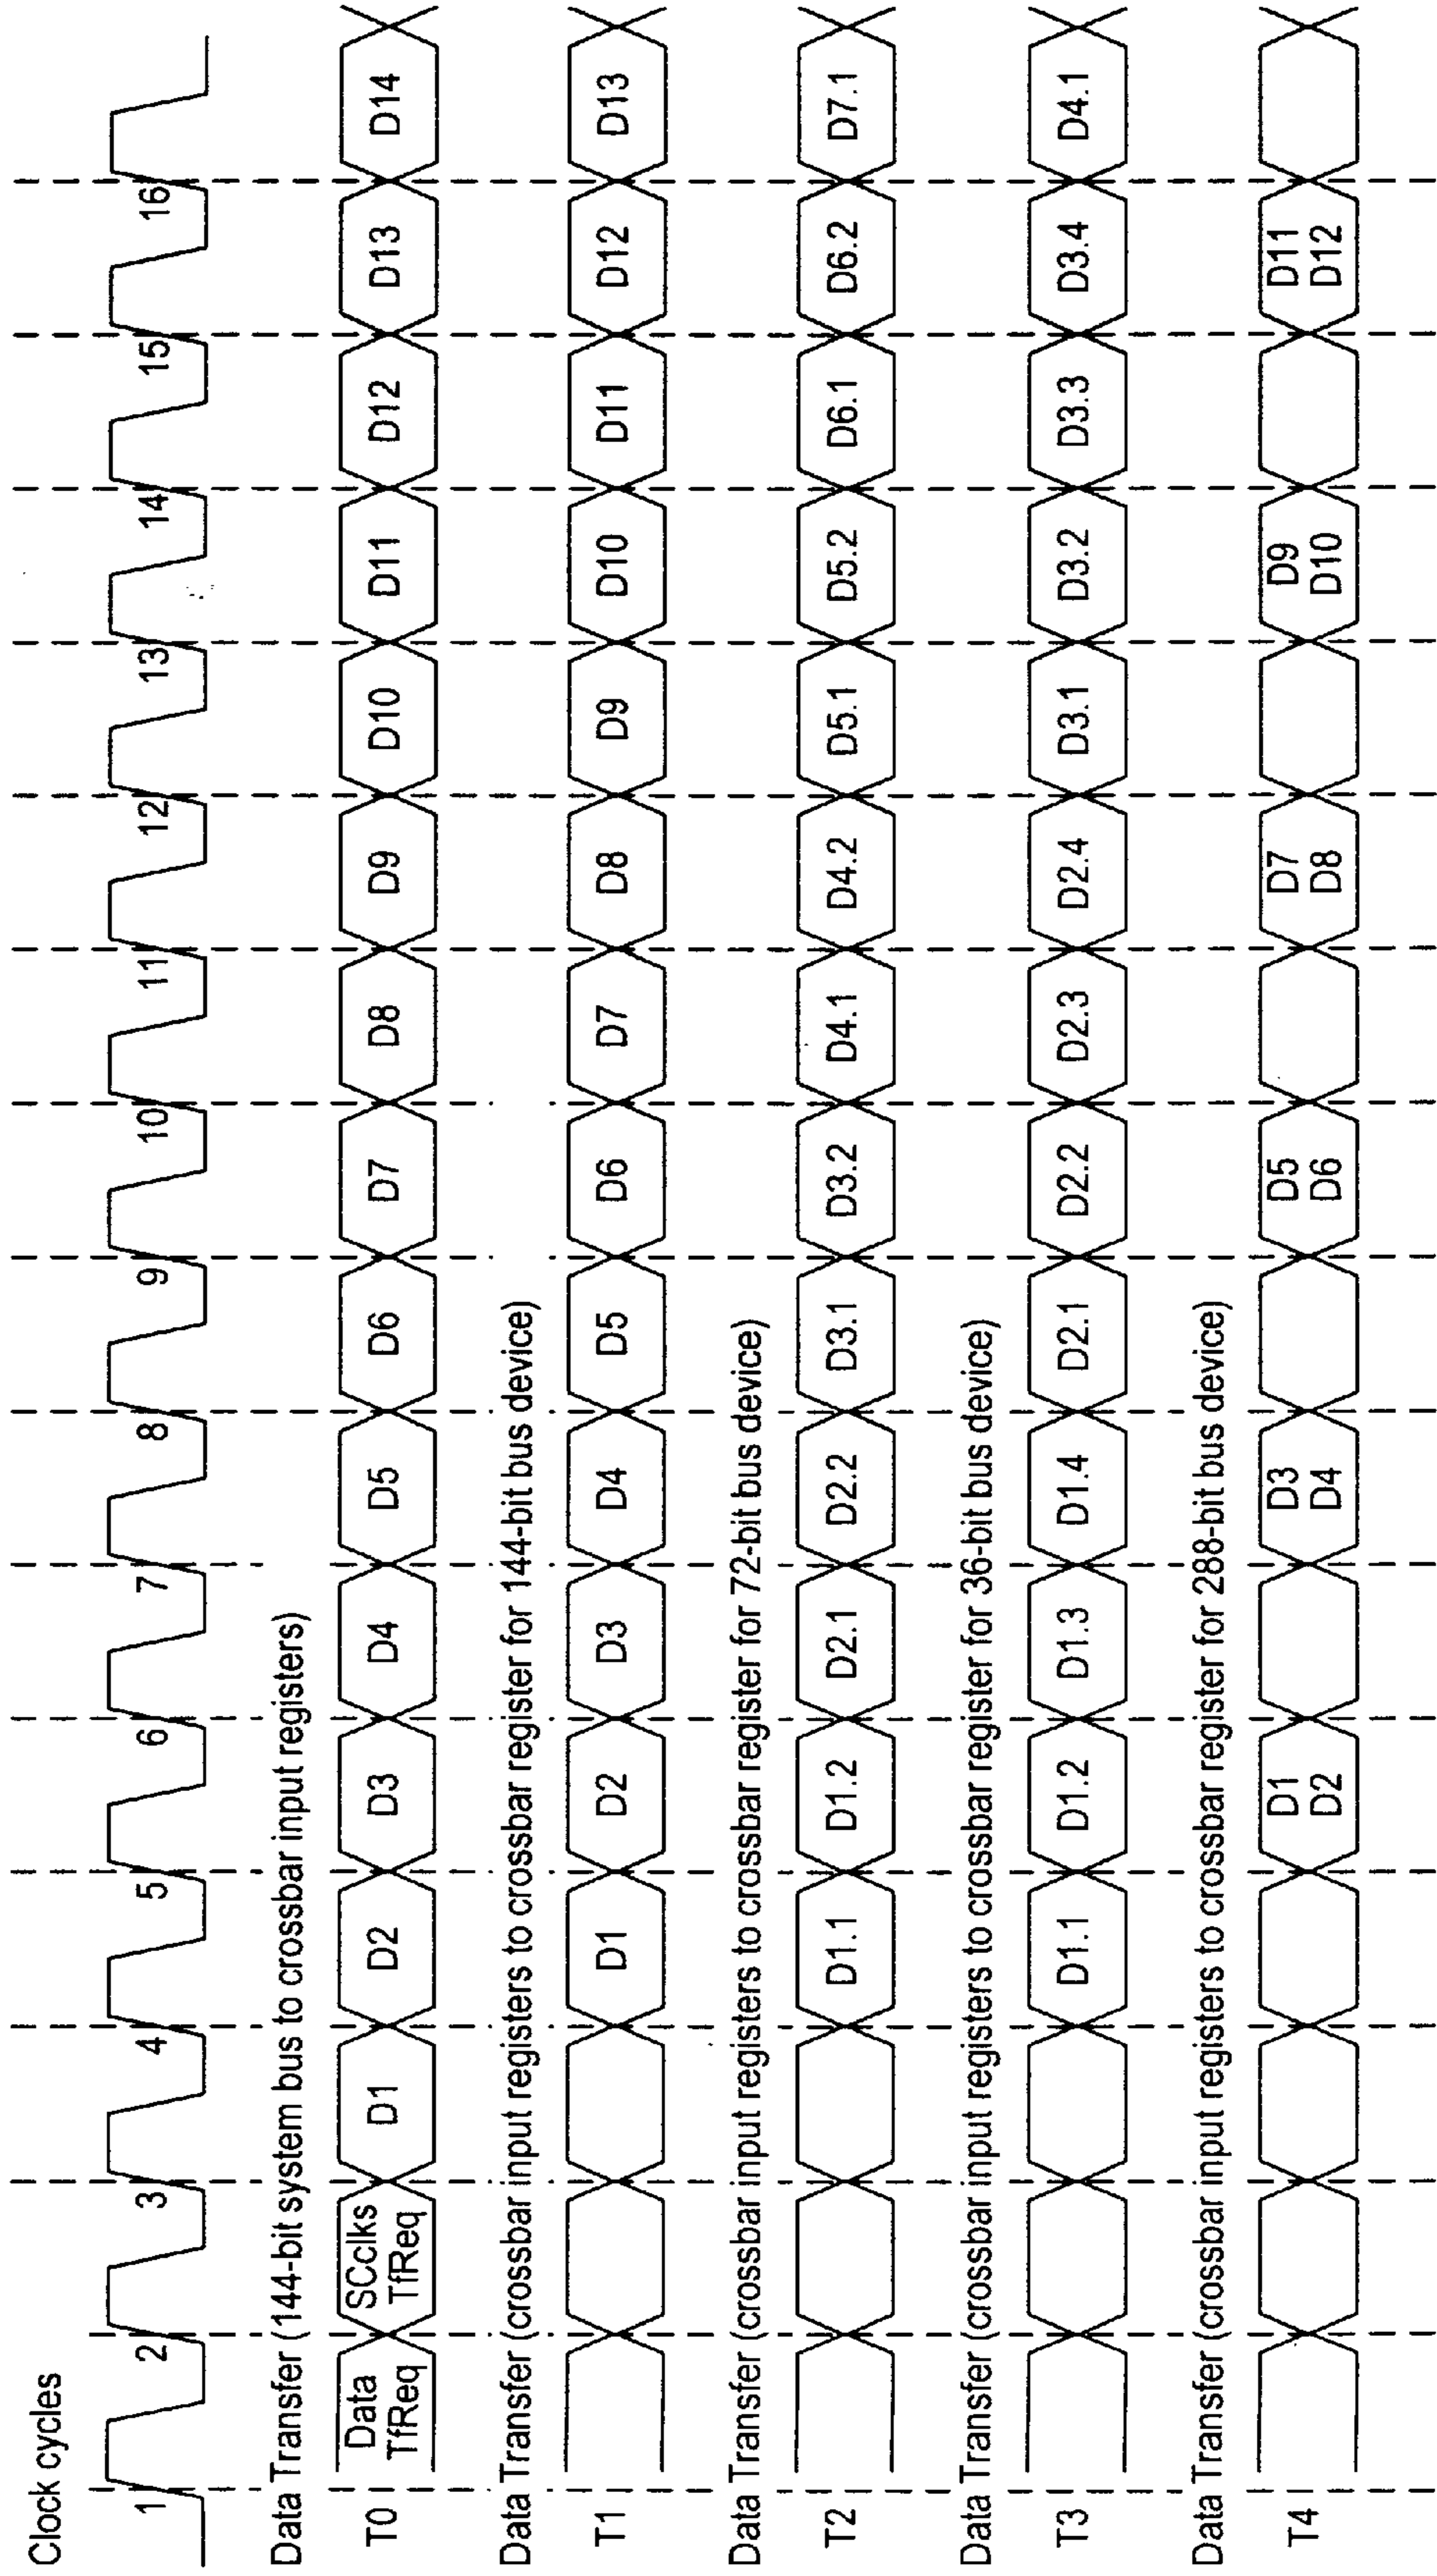 Clock cycles
1 2 3 4 5 6 7 8 9 10 11 12 13 14 15 16
Data Transfer (144-bit system bus to crossbar input registers)
T0 Data TfReq SCclks TfReq D1 D2 D3 D4 D5 D6 D7 D8 D9 D10 D11 D12 D13 D14
Data Transfer (crossbar input registers to crossbar register for 144-bit bus device)
T1 D1 D2 D3 D4 D5 D6 D7 D8 D9 D10 D11 D12 D13
Data Transfer (crossbar input registers to crossbar register for 72-bit bus device)
T2 D1.1 D1.2 D2.1 D2.2 D3.1 D3.2 D4.1 D4.2 D5.1 D5.2 D6.1 D6.2 D7.1
Data Transfer (crossbar input registers to crossbar register for 36-bit bus device)
T3 D1.1 D1.2 D1.3 D1.4 D2.1 D2.2 D2.3 D2.4 D3.1 D3.2 D3.3 D3.4 D4.1
Data Transfer (crossbar input registers to crossbar register for 288-bit bus device)
T4 D1 D2 D3 D4 D5 D6 D7 D8 D9 D10 D11 D12